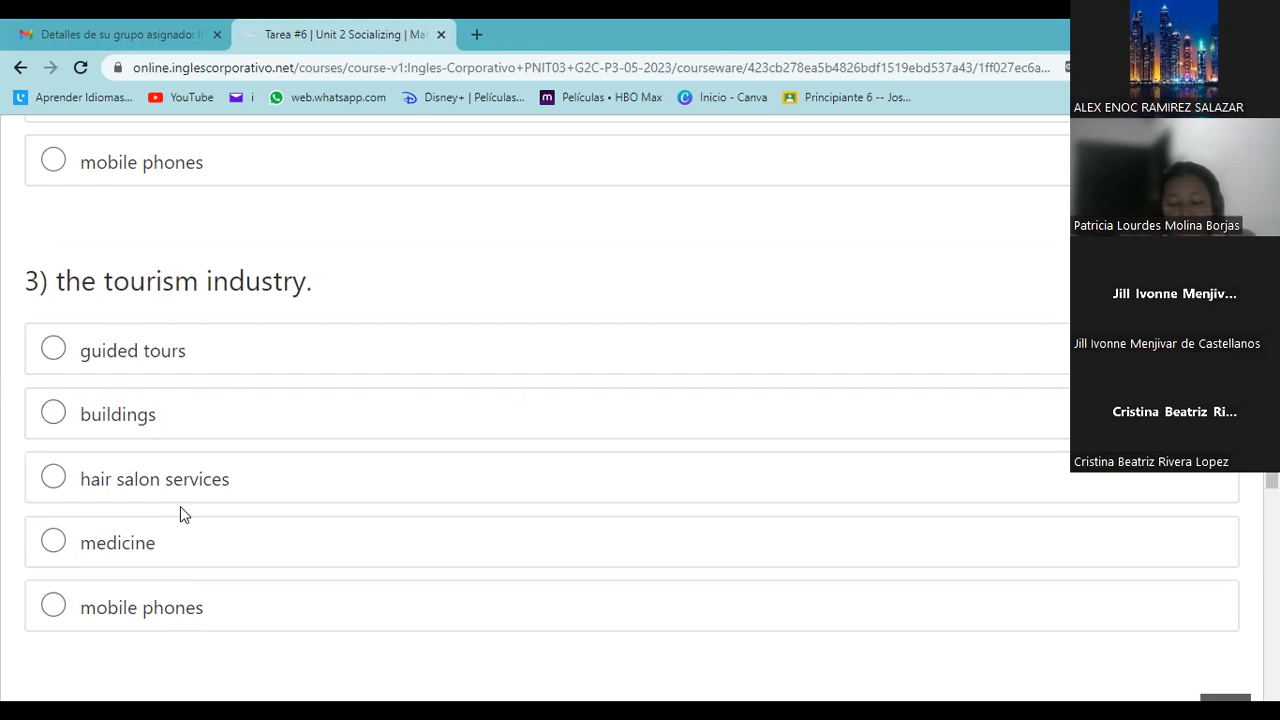 Detalles de su grupo asignado: I
Tarea #6 | Unit 2 Socializing | Ma
online.inglescorporativo.net/courses/course-v1:Ingles-Corporativo+PNIT03+G2C-P3-05-2023/courseware/423cb278ea5b4826bdf1519ebd537a43/1ff027ec6a...
Aprender Idiomas...
YouTube
i
web.whatsapp.com
Disney+ | Películas...
Películas • HBO Max
Inicio - Canva
Principiante 6 -- Jos...
mobile phones
3) the tourism industry.
guided tours
buildings
hair salon services
medicine
mobile phones
ALEX ENOC RAMIREZ SALAZAR
Patricia Lourdes Molina Borjas
Jill Ivonne Menjiv...
Jill Ivonne Menjivar de Castellanos
Cristina Beatriz Ri...
Cristina Beatriz Rivera Lopez